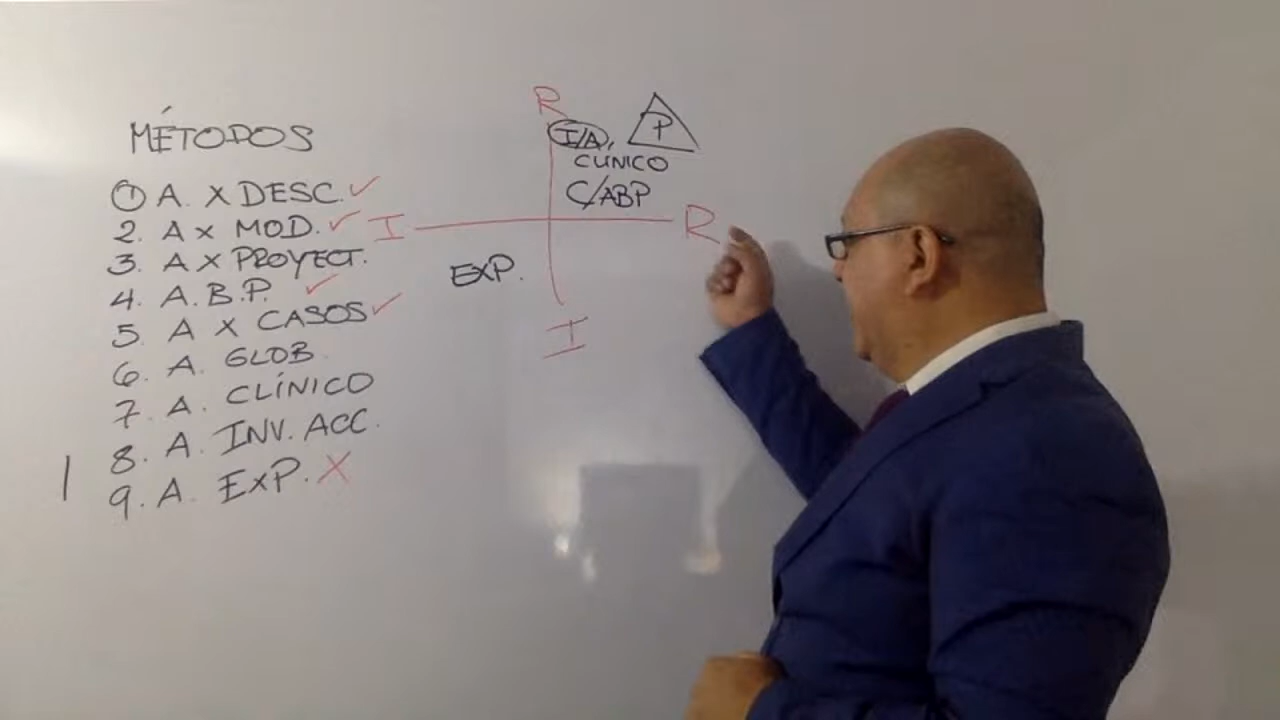 MÉTODOS
1 A. X DESC. ✓
2. A X MOD. ✓
3. A X PROYECT.
4. A.B.P. ✓
5. A X CASOS ✓
6. A. GLOB.
7. A. CLÍNICO
8. A. INV. ACC.
9. A. EXP. X
R
I/A, P
CLINICO
C/ABP
I R
EXP.
I